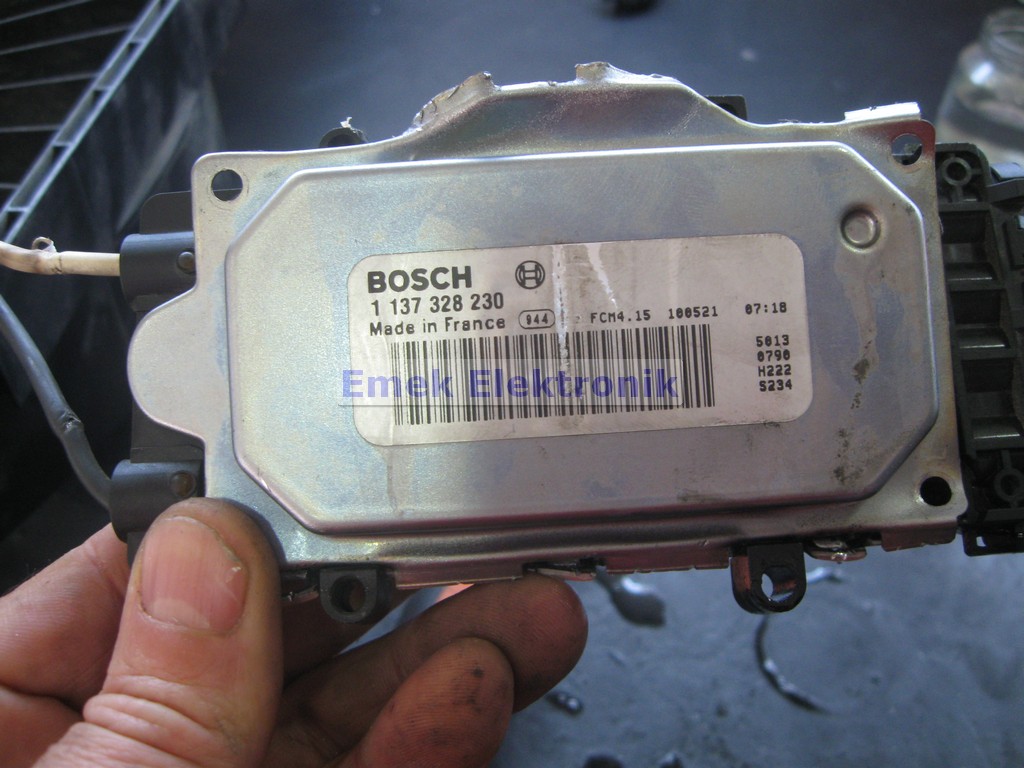 BOSCH
1 137 328 230
Made in France 944 FCM4.15 100521 07:18
5013
0790
H222
S234
Emek Elektronik